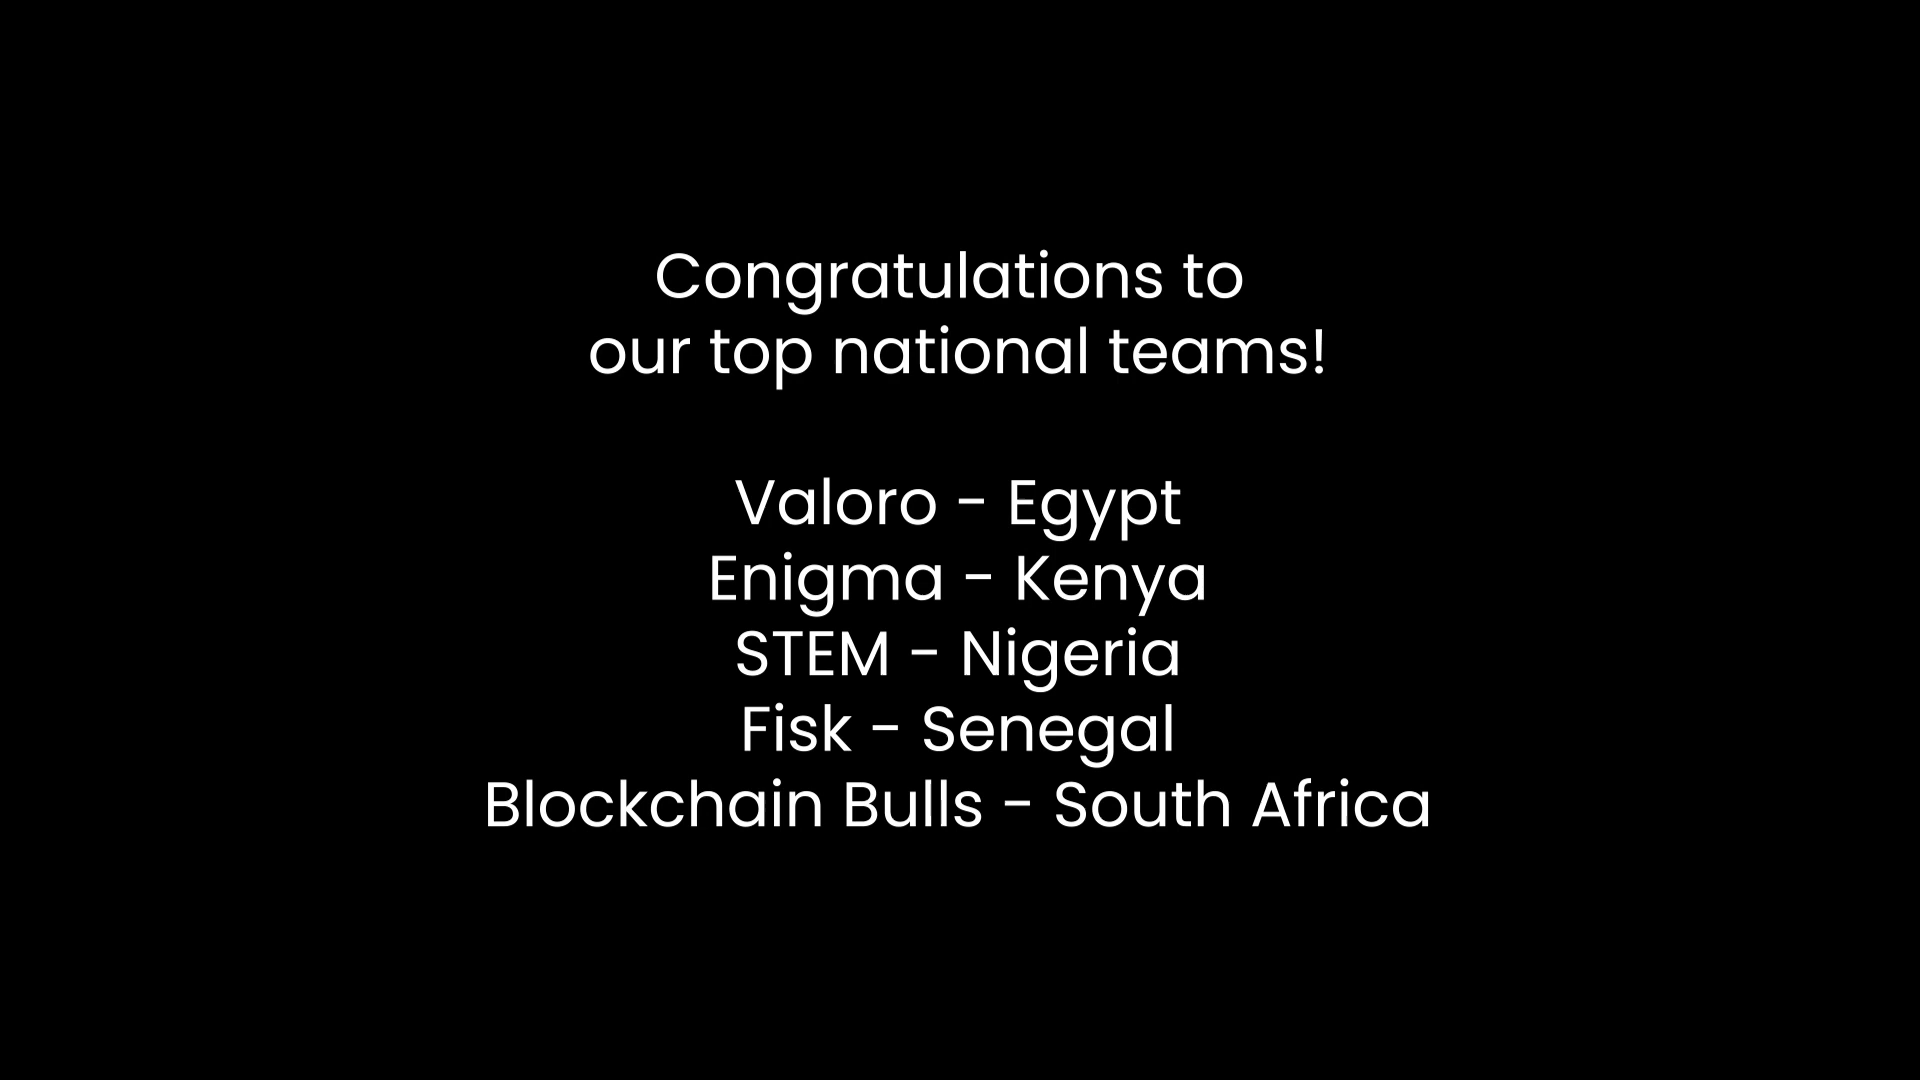 Congratulations to
our top national teams!
Valoro - Egypt
Enigma - Kenya
STEM - Nigeria
Fisk - Senegal
Blockchain Bulls - South Africa